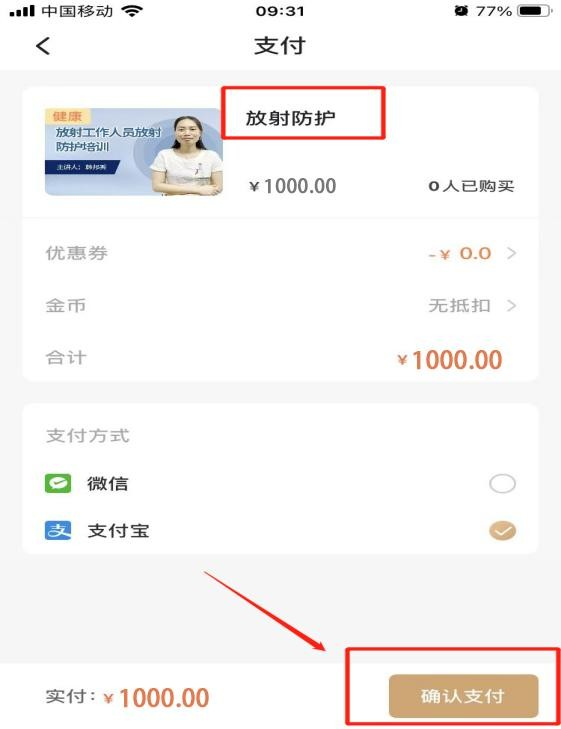 中国移动 09:31 77%
支付
健康
放射工作人员放射
防护培训
放射防护
¥1000.00 0人已购买
优惠券 -¥ 0.0
金币 无抵扣
合计 ¥1000.00
支付方式
微信
支付宝
实付：¥1000.00 确认支付